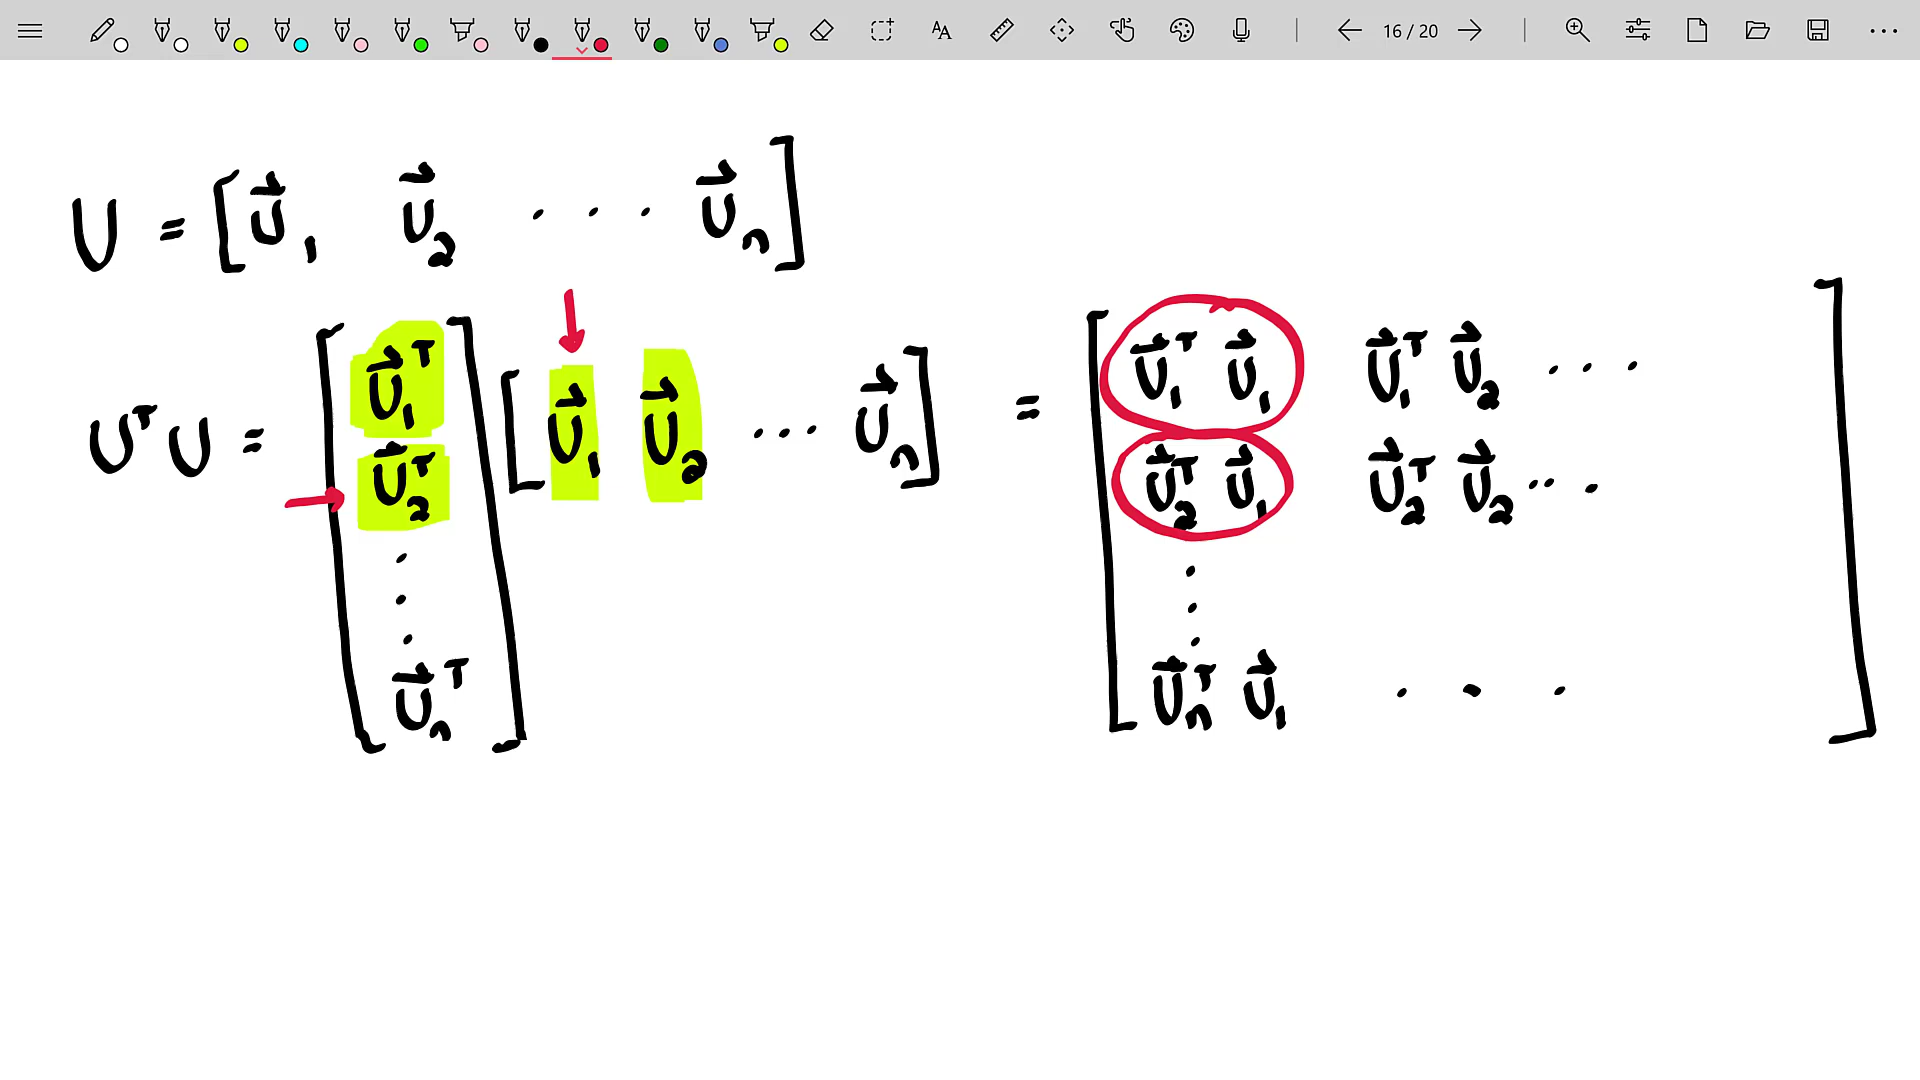 16 / 20
U = [u⃗₁ u⃗₂ . . . u⃗ₙ]
UᵀU = [u⃗₁ᵀ u⃗₂ᵀ . . . u⃗ₙᵀ] [u⃗₁ u⃗₂ ... u⃗ₙ] = [u⃗₁ᵀ u⃗₁ u⃗₁ᵀ u⃗₂ . . .
u⃗₂ᵀ u⃗₁ u⃗₂ᵀ u⃗₂ . . .
.
.
.
u⃗ₙᵀ u⃗₁ . . . ]